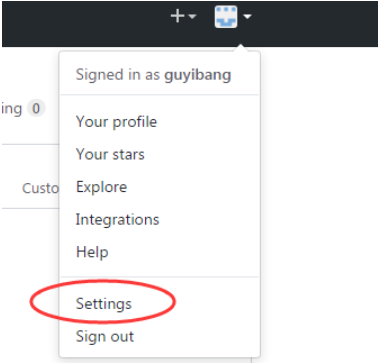 Signed in as guyibang
ing 0
Your profile
Your stars
Custo
Explore
Integrations
Help
Settings
Sign out